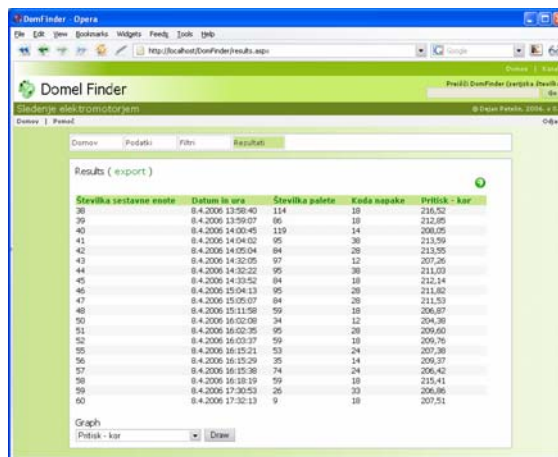 DomFinder - Opera
File Edit View Bookmarks Widgets Feeds Tools Help
http://localhost/DomFinder/results.aspx
Google
Domov |
Domel Finder
Sledenje elektromotorjem
Domov | Pomoč
Domov Podatki Filtri Rezultati
Results ( export )
Številka sestavne enote Datum in ura Številka palete Koda napake Pritisk - kor
38 8.4.2006 13:58:40 114 18 216,52
39 8.4.2006 13:59:07 86 18 212,85
40 8.4.2006 14:00:45 119 14 208,05
41 8.4.2006 14:04:02 95 38 213,59
42 8.4.2006 14:05:04 84 28 213,55
43 8.4.2006 14:32:05 97 12 207,26
44 8.4.2006 14:32:22 95 38 211,03
45 8.4.2006 14:33:52 84 18 212,14
46 8.4.2006 15:04:13 95 28 211,82
47 8.4.2006 15:05:07 84 28 211,53
48 8.4.2006 15:11:58 59 18 206,87
50 8.4.2006 16:02:08 34 12 204,38
51 8.4.2006 16:02:35 95 28 209,60
52 8.4.2006 16:03:37 59 18 209,76
55 8.4.2006 16:15:21 53 24 207,38
56 8.4.2006 16:15:29 35 14 209,37
57 8.4.2006 16:15:38 74 24 206,42
58 8.4.2006 16:18:19 59 18 215,41
59 8.4.2006 17:30:53 26 33 206,86
60 8.4.2006 17:32:13 9 18 207,51
Graph
Pritisk - kor Draw